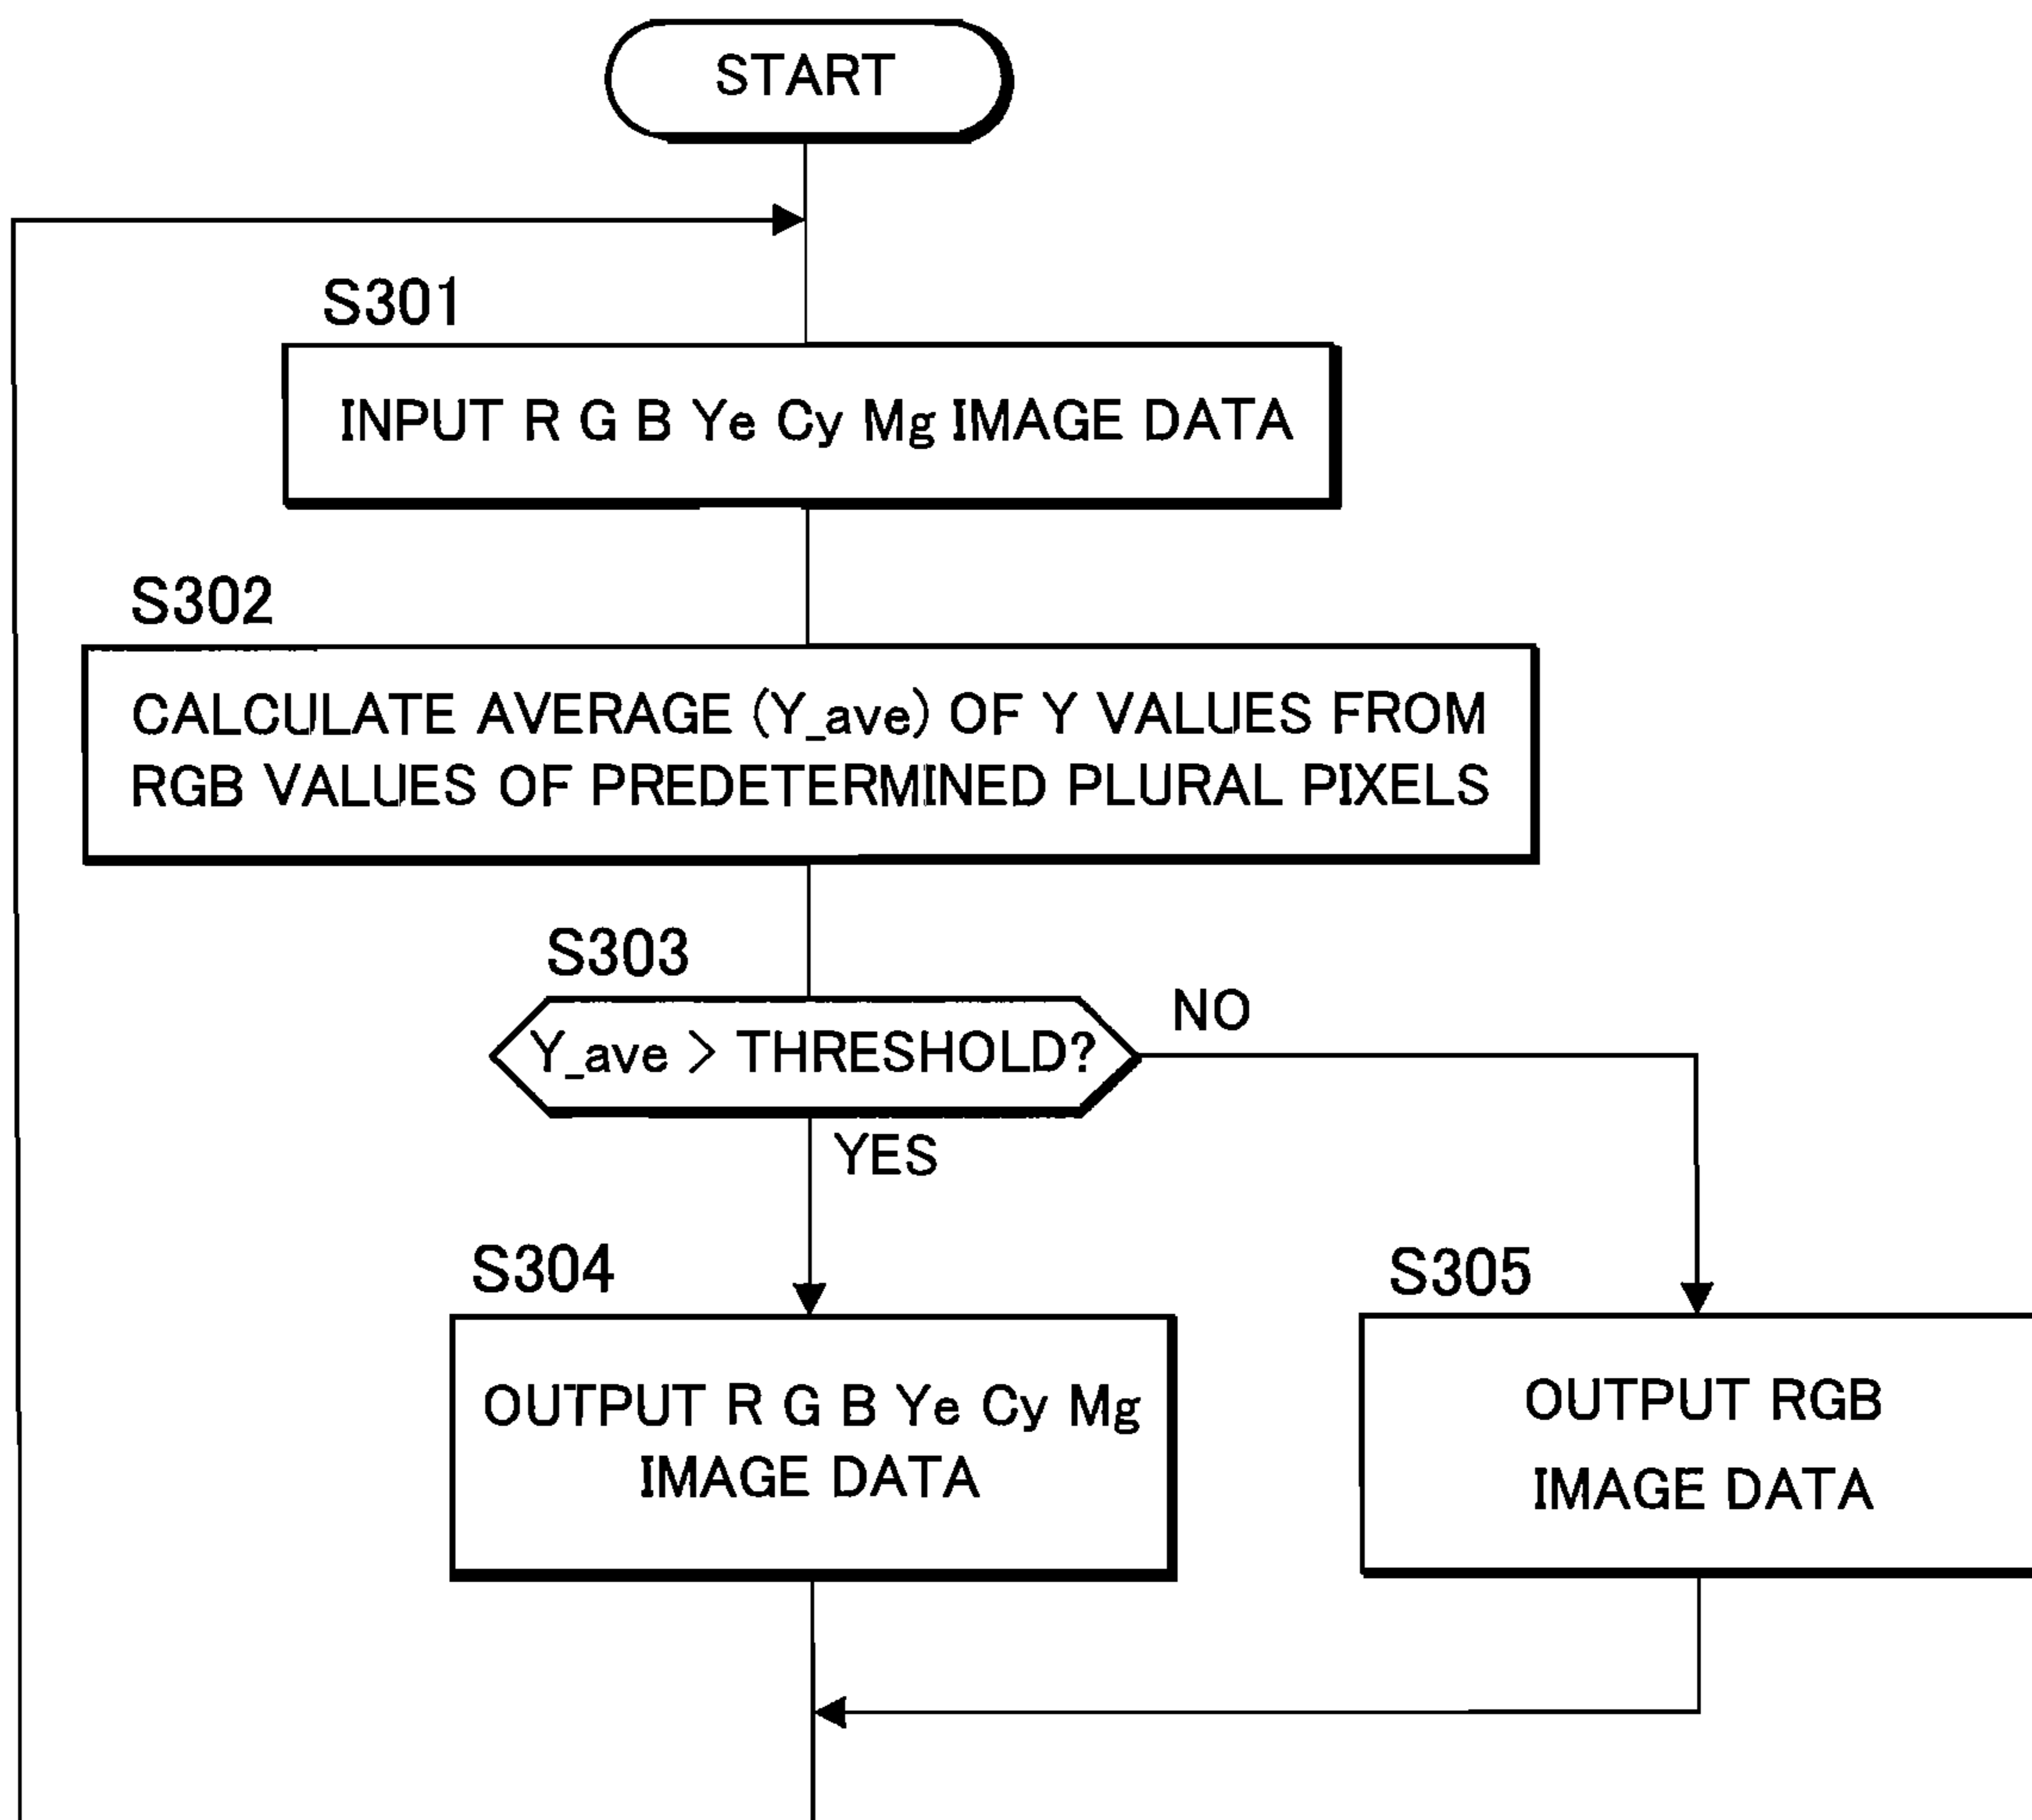 START
S301
INPUT R G B Ye Cy Mg IMAGE DATA
S302
CALCULATE AVERAGE (Y_ave) OF Y VALUES FROM
RGB VALUES OF PREDETERMINED PLURAL PIXELS
S303
Y_ave > THRESHOLD?
NO
YES
S304
OUTPUT R G B Ye Cy Mg
IMAGE DATA
S305
OUTPUT RGB
IMAGE DATA